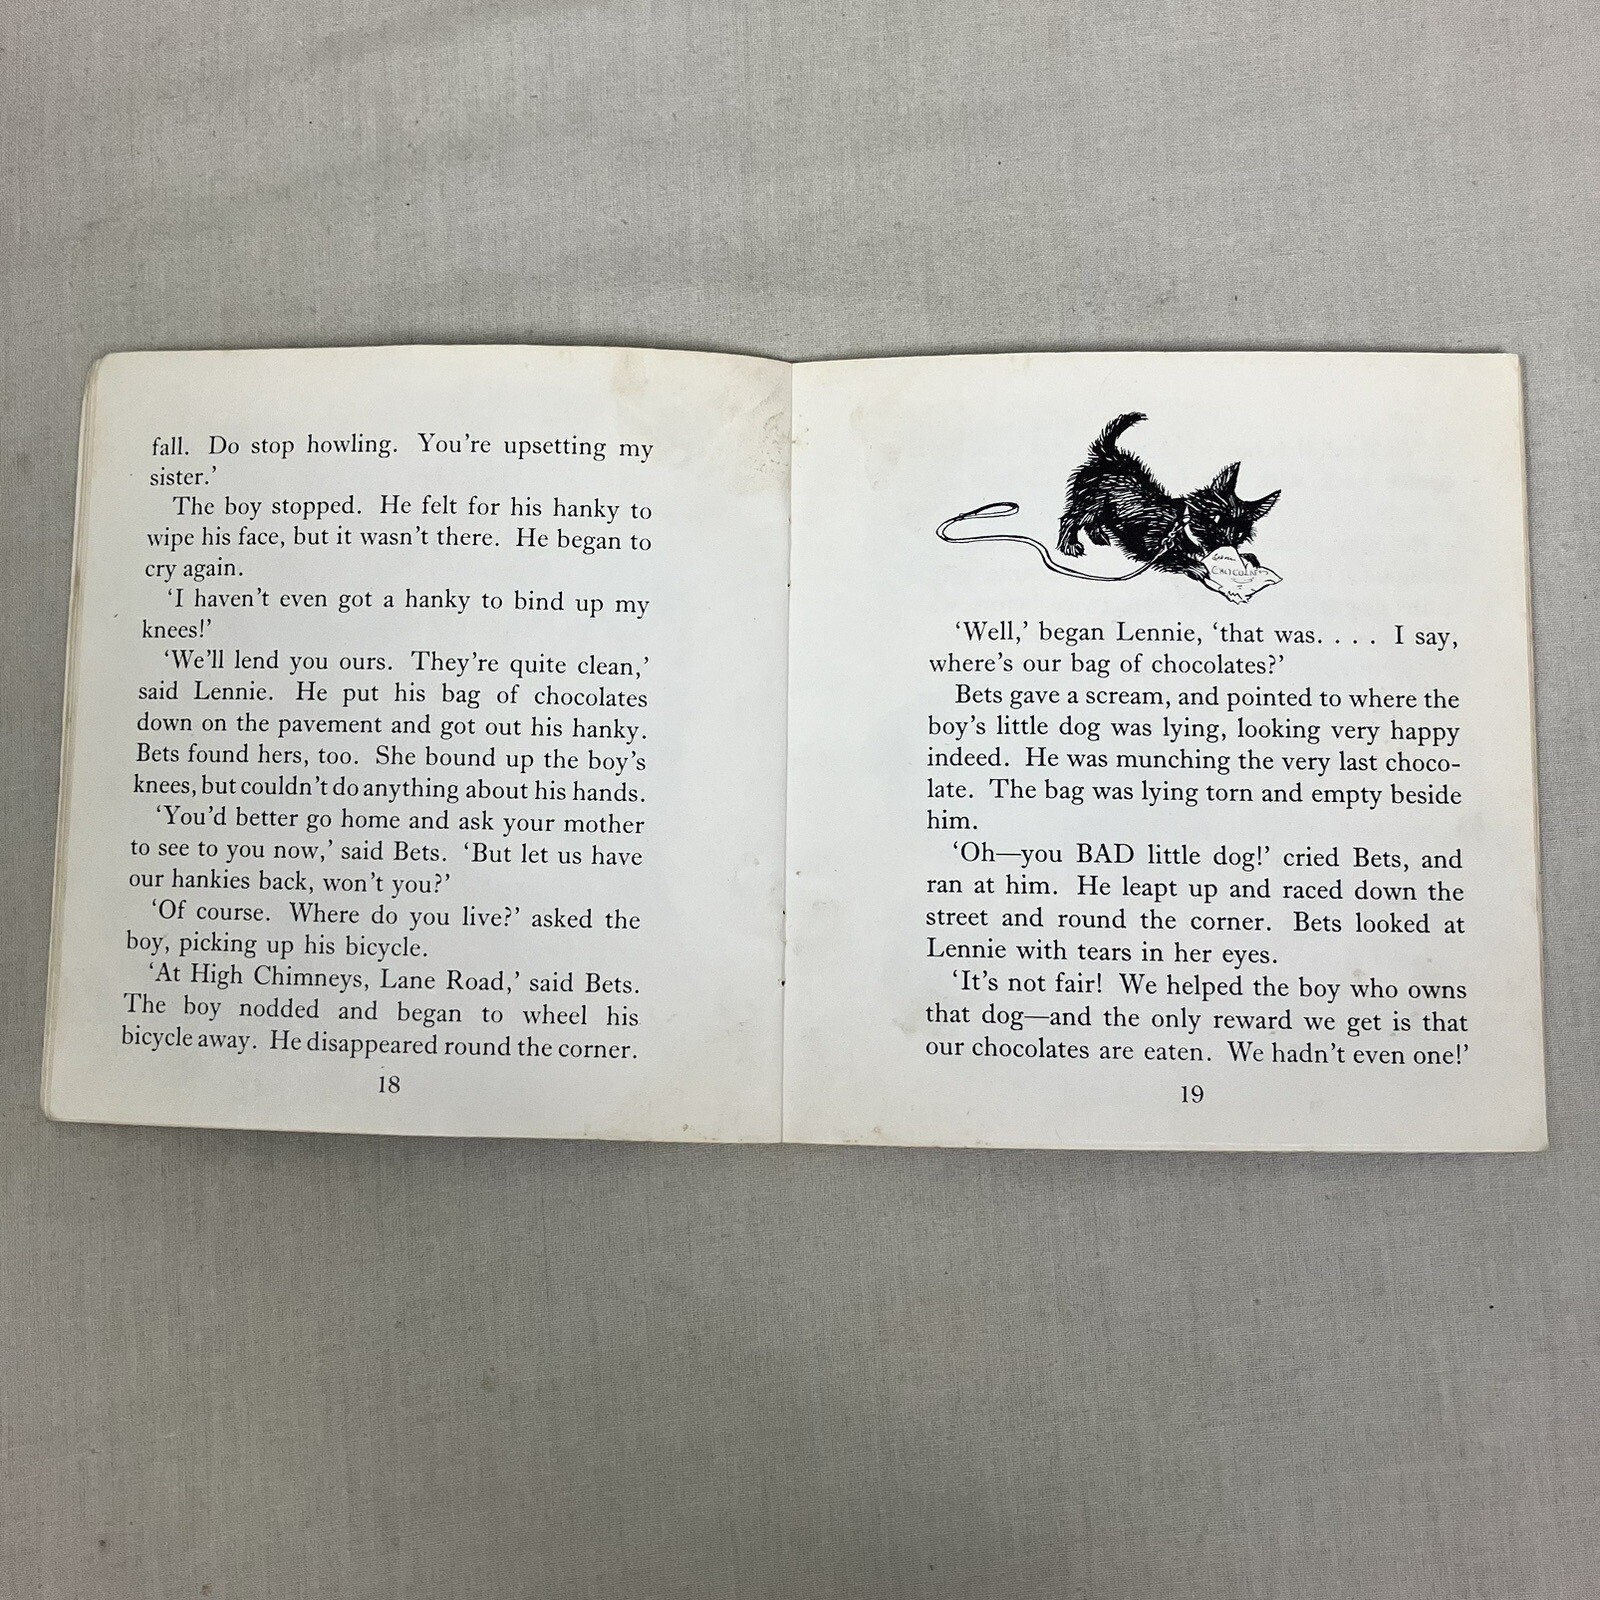 fall. Do stop howling. You're upsetting my
sister.'
The boy stopped. He felt for his hanky to
wipe his face, but it wasn't there. He began to
cry again.
'I haven't even got a hanky to bind up my
knees!'
'We'll lend you ours. They're quite clean,'
said Lennie. He put his bag of chocolates
down on the pavement and got out his hanky.
Bets found hers, too. She bound up the boy's
knees, but couldn't do anything about his hands.
'You'd better go home and ask your mother
to see to you now,' said Bets. 'But let us have
our hankies back, won't you?'
'Of course. Where do you live?' asked the
boy, picking up his bicycle.
'At High Chimneys, Lane Road,' said Bets.
The boy nodded and began to wheel his
bicycle away. He disappeared round the corner.
18
'Well,' began Lennie, 'that was. . . . I say,
where's our bag of chocolates?'
Bets gave a scream, and pointed to where the
boy's little dog was lying, looking very happy
indeed. He was munching the very last choco-
late. The bag was lying torn and empty beside
him.
'Oh—you BAD little dog!' cried Bets, and
ran at him. He leapt up and raced down the
street and round the corner. Bets looked at
Lennie with tears in her eyes.
'It's not fair! We helped the boy who owns
that dog—and the only reward we get is that
our chocolates are eaten. We hadn't even one!'
19